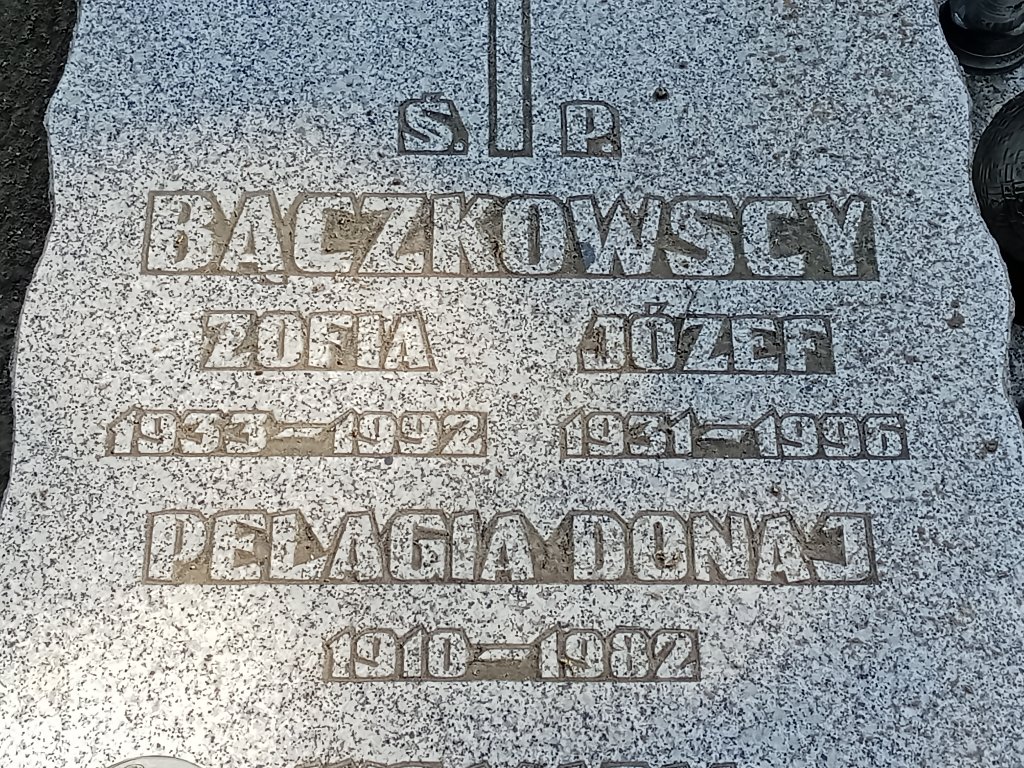 Ś. P.
BĄCZKOWSCY
ZOFIA JÓZEF
1933-1992 1931-1996
PELAGIA DONAJ
1910-1982